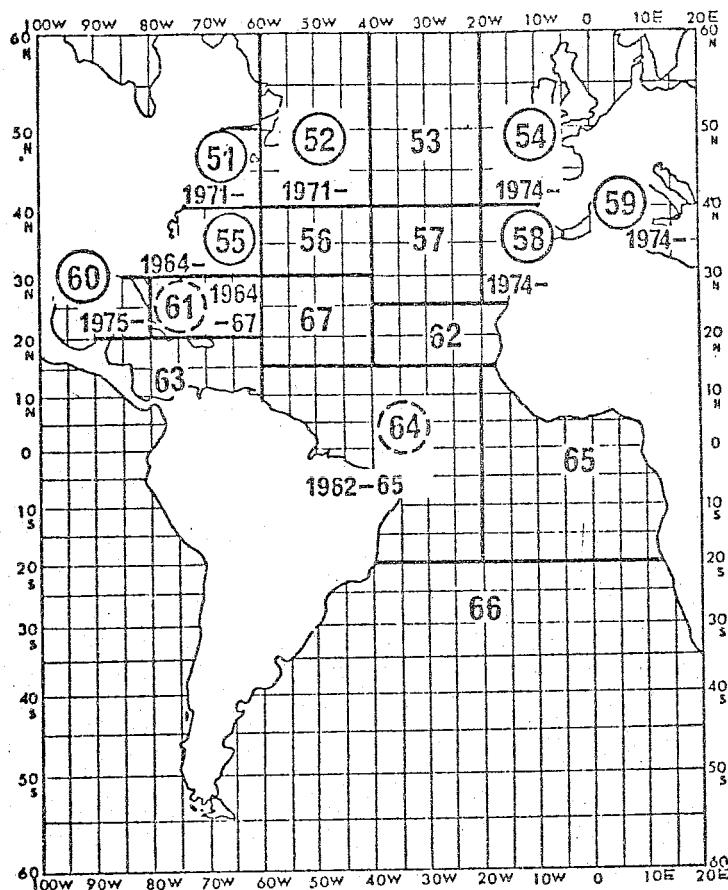 100W 90W 80W 70W 60W 50W 40W 30W 20W 10W 0 10E 20E
60 N 60 N
50 N 52 53 54 50 N
51
1971- 1971- 1974-
40 N 59 40 N
55 56 57 58 1974-
1964-
30 N 60 61 1964 1974- 30 N
1975- -67 67
20 N 62 20 N
63
10 N 64 10 N
0 65 0
1962-65
10 S 10 S
20 S 20 S
66
30 S 30 S
40 S 40 S
50 S 50 S
60 60
100W 90W 80W 70W 60W 50W 40W 30W 20W 10W 0 10E 20E